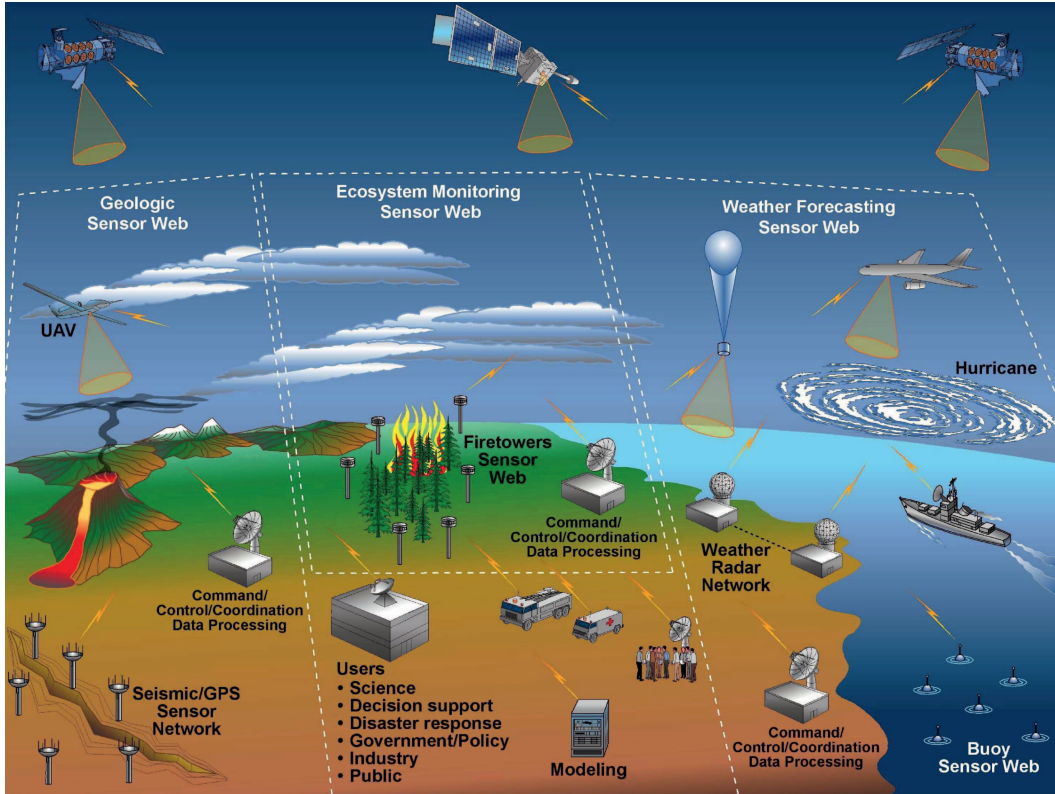 Geologic
Sensor Web
Ecosystem Monitoring
Sensor Web
Weather Forecasting
Sensor Web
UAV
Hurricane
Firetowers
Sensor
Web
Command/
Control/Coordination
Data Processing
Weather
Radar
Network
Command/
Control/Coordination
Data Processing
Seismic/GPS
Sensor
Network
Users
• Science
• Decision support
• Disaster response
• Government/Policy
• Industry
• Public
Modeling
Command/
Control/Coordination
Data Processing
Buoy
Sensor Web